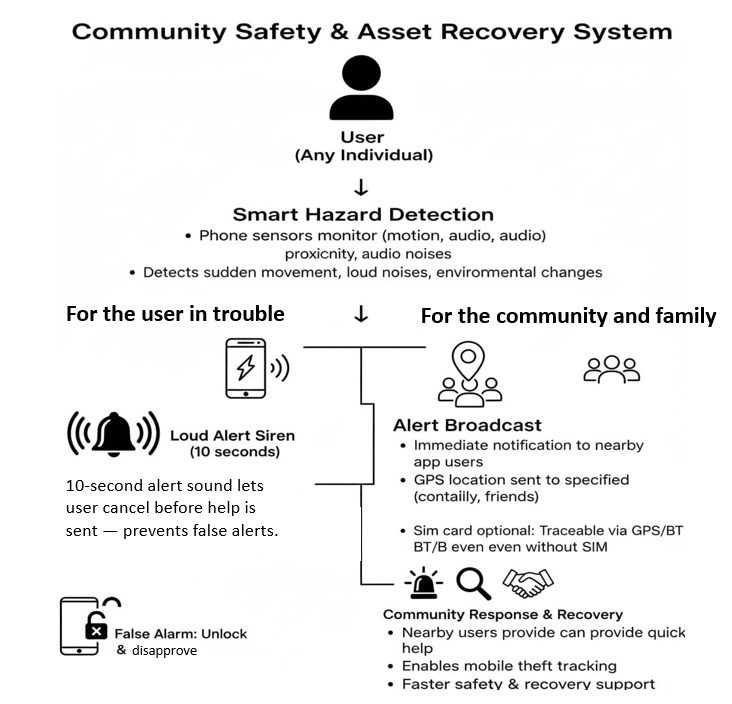 Community Safety & Asset Recovery System
User
(Any Individual)
↓
Smart Hazard Detection
• Phone sensors monitor (motion, audio, audio)
proxicnity, audio noises
• Detects sudden movement, loud noises, envirommental changes
For the user in trouble
↓
For the community and family
Loud Alert Siren
(10 seconds)
10-second alert sound lets
user cancel before help is
sent — prevents false alerts.
Alert Broadcast
• Immediate notification to nearby
app users
• GPS location sent to specified
(contailly, friends)
• Sim card optional: Traceable via GPS/BT
BT/B even even without SIM
False Alarm: Unlock
& disapprove
Community Response & Recovery
• Nearby users provide can provide quick
help
• Enables mobile theft tracking
• Faster safety & recovery support